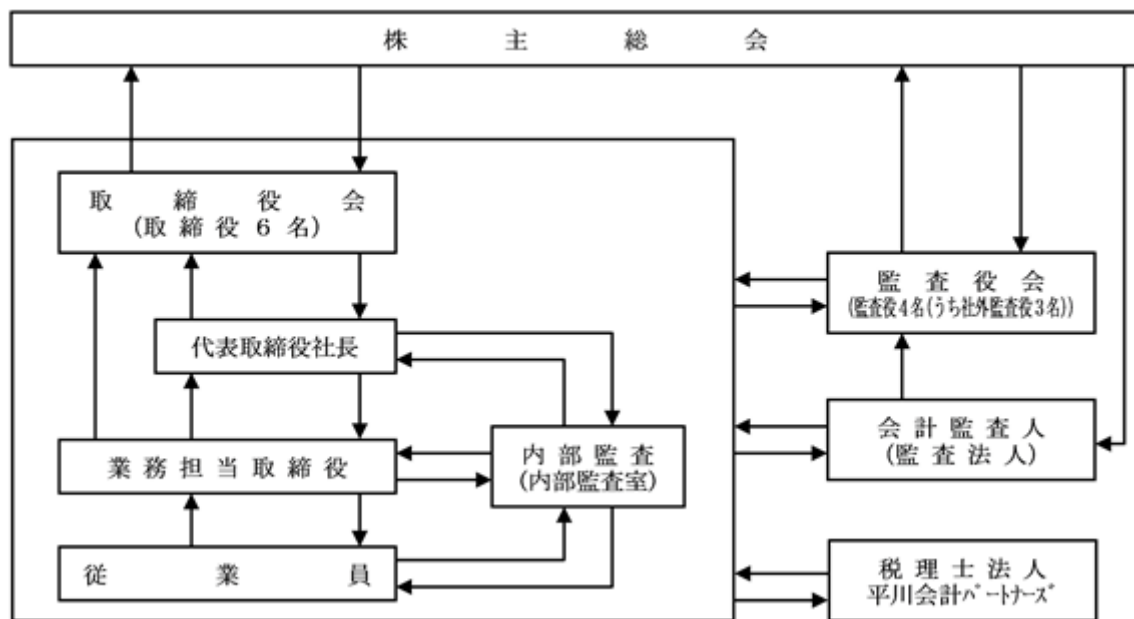 株主総会
取締役会
(取締役6名)
監査役会
(監査役4名(うち社外監査役3名))
代表取締役社長
会計監査人
(監査法人)
業務担当取締役
内部監査
(内部監査室)
従業員
税理士法人
平川会計パートナーズ